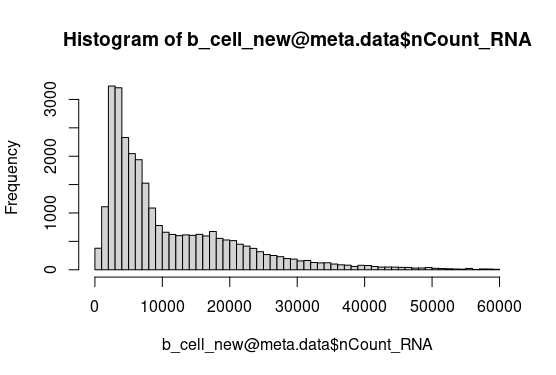 Histogram of b_cell_new@meta.data$nCount_RNA
Frequency
3000
2000
1000
0
0 10000 20000 30000 40000 50000 60000
b_cell_new@meta.data$nCount_RNA